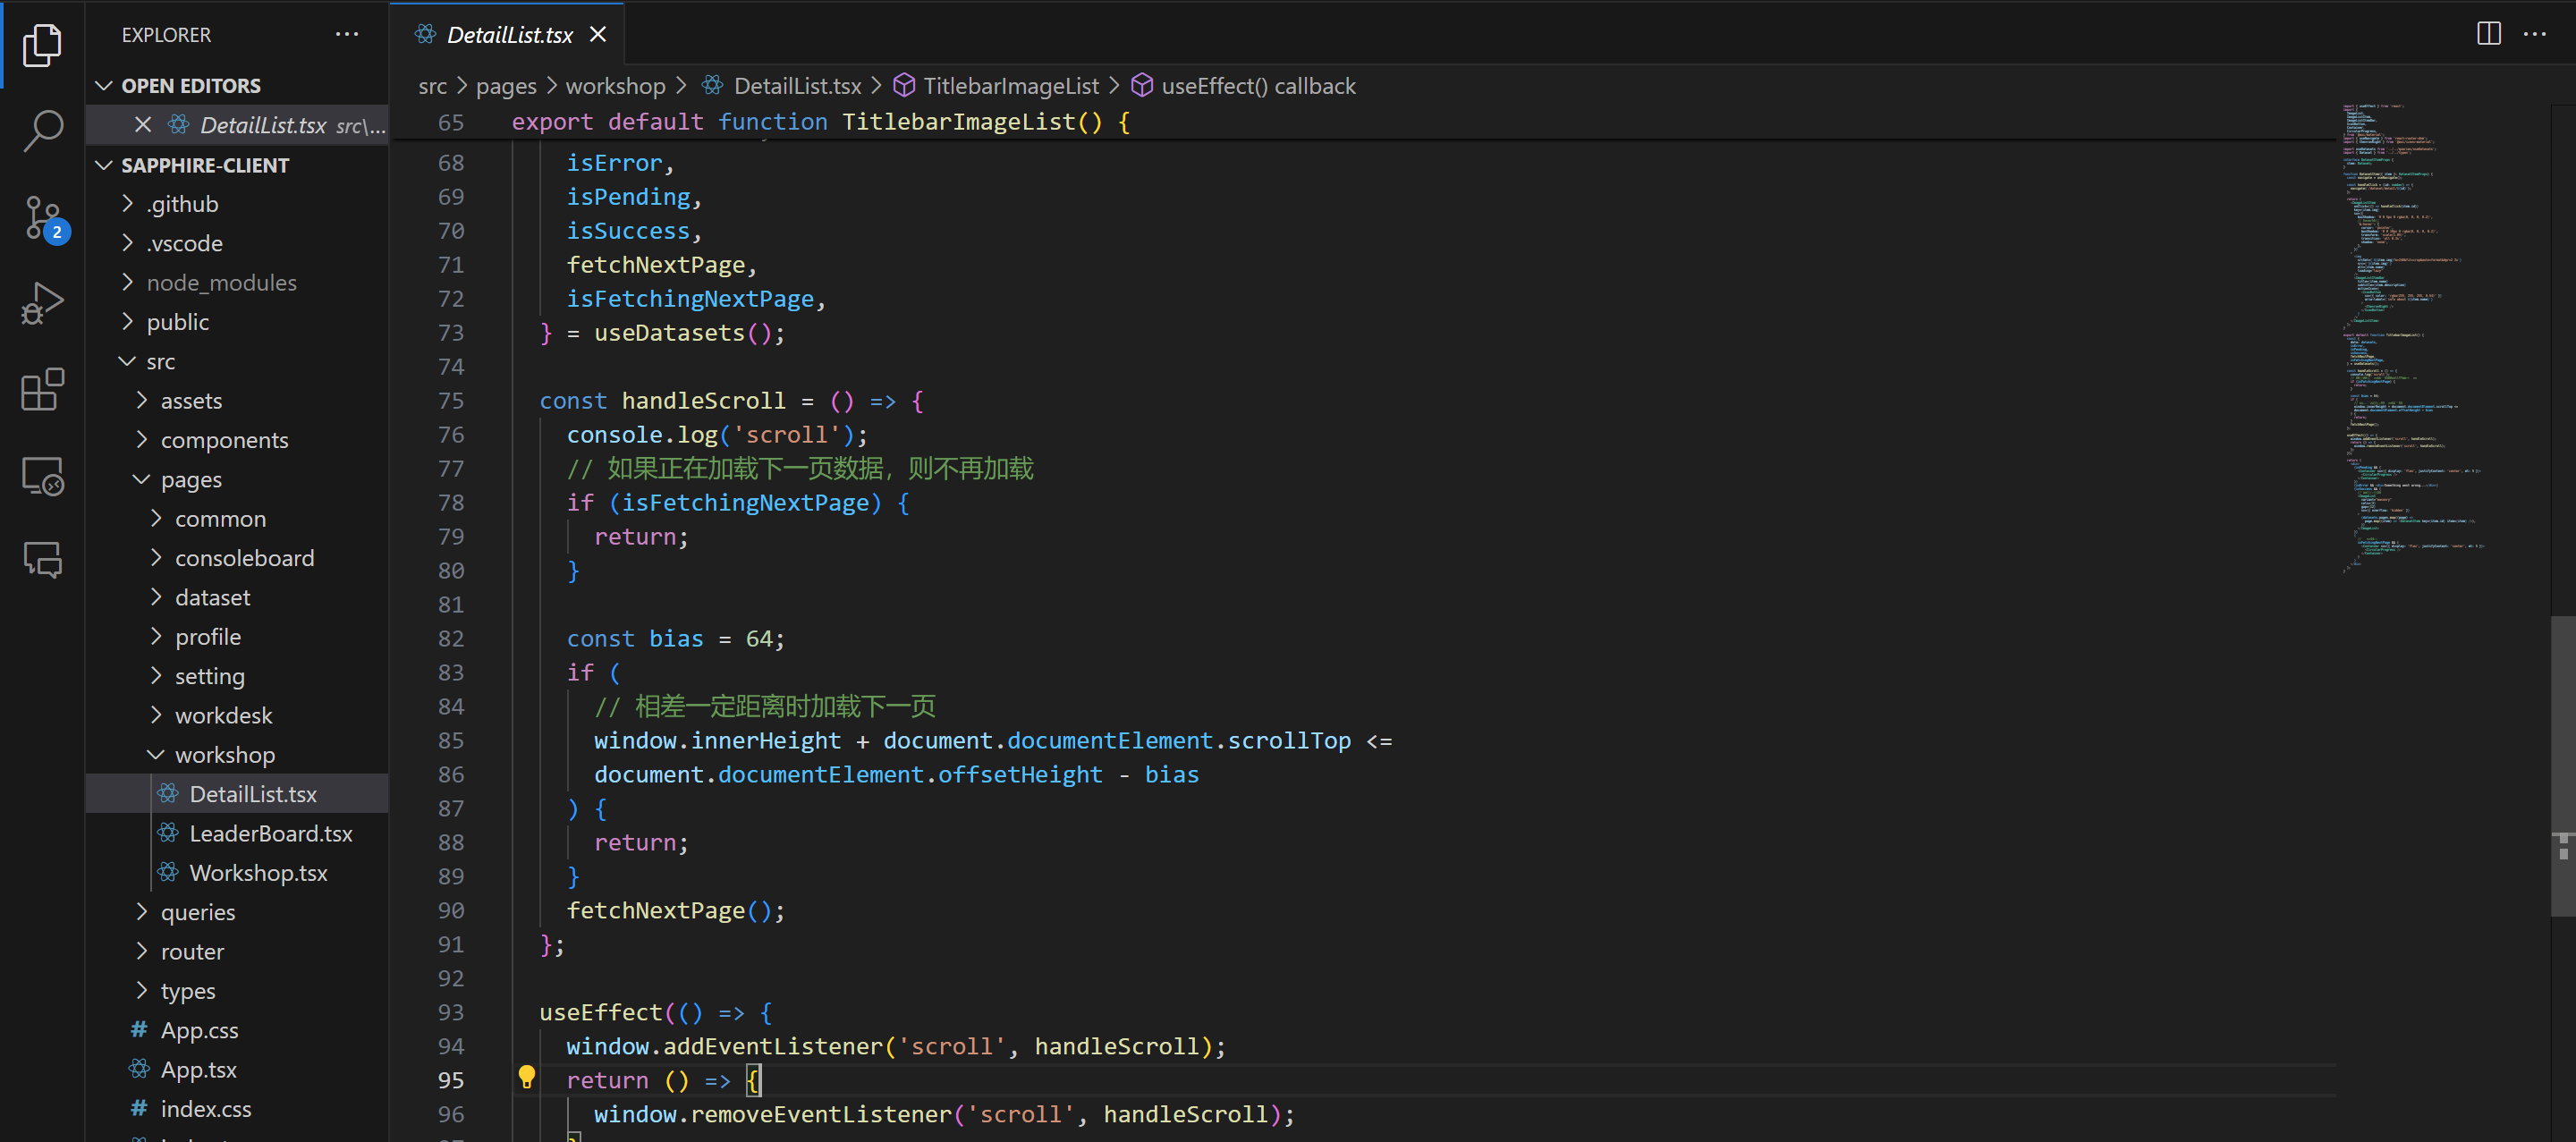 EXPLORER
OPEN EDITORS
DetailList.tsx src\...
SAPPHIRE-CLIENT
.github
.vscode
node_modules
public
src
assets
components
pages
common
consoleboard
dataset
profile
setting
workdesk
workshop
DetailList.tsx
LeaderBoard.tsx
Workshop.tsx
queries
router
types
# App.css
App.tsx
# index.css
2
DetailList.tsx
src > pages > workshop > DetailList.tsx > TitlebarImageList > useEffect() callback
65 export default function TitlebarImageList() {
68 isError,
69 isPending,
70 isSuccess,
71 fetchNextPage,
72 isFetchingNextPage,
73 } = useDatasets();
74
75 const handleScroll = () => {
76 console.log('scroll');
77 // 如果正在加载下一页数据，则不再加载
78 if (isFetchingNextPage) {
79 return;
80 }
81
82 const bias = 64;
83 if (
84 // 相差一定距离时加载下一页
85 window.innerHeight + document.documentElement.scrollTop <=
86 document.documentElement.offsetHeight - bias
87 ) {
88 return;
89 }
90 fetchNextPage();
91 };
92
93 useEffect(() => {
94 window.addEventListener('scroll', handleScroll);
95 return () => {
96 window.removeEventListener('scroll', handleScroll);